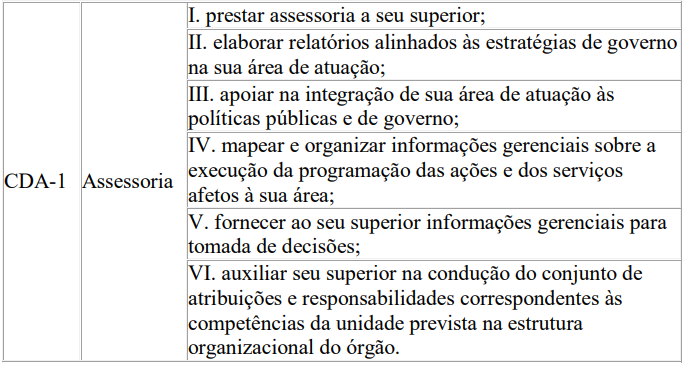 I. prestar assessoria a seu superior;
II. elaborar relatórios alinhados às estratégias de governo
na sua área de atuação;
III. apoiar na integração de sua área de atuação às
políticas públicas e de governo;
IV. mapear e organizar informações gerenciais sobre a
execução da programação das ações e dos serviços
afetos à sua área;
CDA-1
Assessoria
V. fornecer ao seu superior informações gerenciais para
tomada de decisões;
VI. auxiliar seu superior na condução do conjunto de
atribuições e responsabilidades correspondentes às
competências da unidade prevista na estrutura
organizacional do órgão.